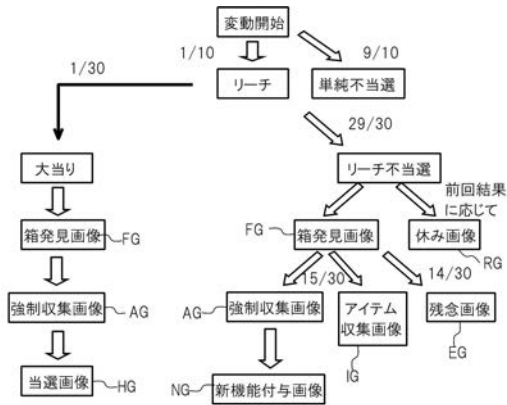 変動開始
1/10
9/10
1/30
リーチ
単純不当選
29/30
大当り
リーチ不当選
前回結果
に応じて
箱発見画像
FG
FG
箱発見画像
休み画像
RG
15/30
14/30
強制収集画像
AG
AG
強制収集画像
アイテム
収集画像
残念画像
IG
EG
当選画像
HG
NG
新機能付与画像